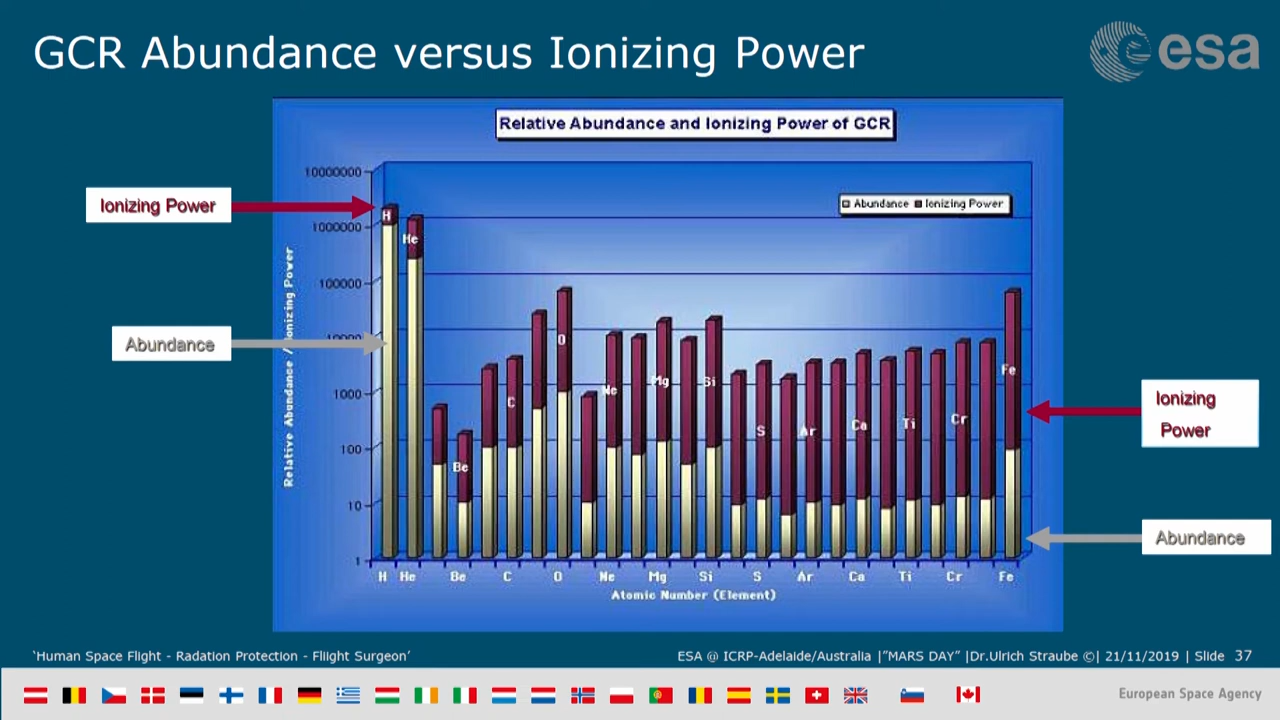 GCR Abundance versus Ionizing Power
esa
Relative Abundance and Ionizing Power of GCR
Abundance Ionizing Power
Ionizing Power
Abundance
Ionizing
Power
Abundance
Relative Abundance / Ionizing Power
10000000
1000000
100000
10000
1000
100
10
1
H
He
Be
C
O
Ne
Mg
Si
S
Ar
Ca
Ti
Cr
Fe
H He Be C O Ne Mg Si S Ar Ca Ti Cr Fe
Atomic Number (Element)
‘Human Space Flight - Radation Protection - Fliight Surgeon’
ESA @ ICRP-Adelaide/Australia |”MARS DAY” |Dr.Ulrich Straube ©| 21/11/2019 | Slide 37
European Space Agency